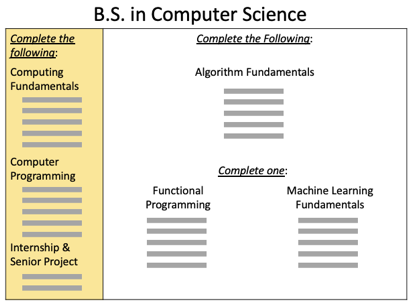 B.S. in Computer Science
Complete the
following:
Computing
Fundamentals
Computer
Programming
Internship &
Senior Project
Complete the Following:
Algorithm Fundamentals
Complete one:
Functional
Programming
Machine Learning
Fundamentals